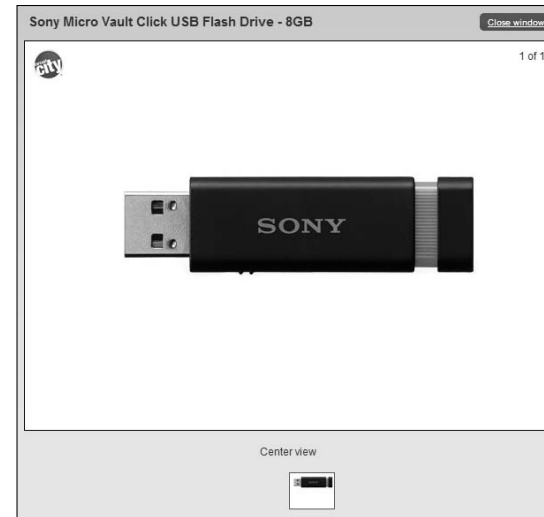 Sony Micro Vault Click USB Flash Drive - 8GB
Close window
city
1 of 1
SONY
Center view